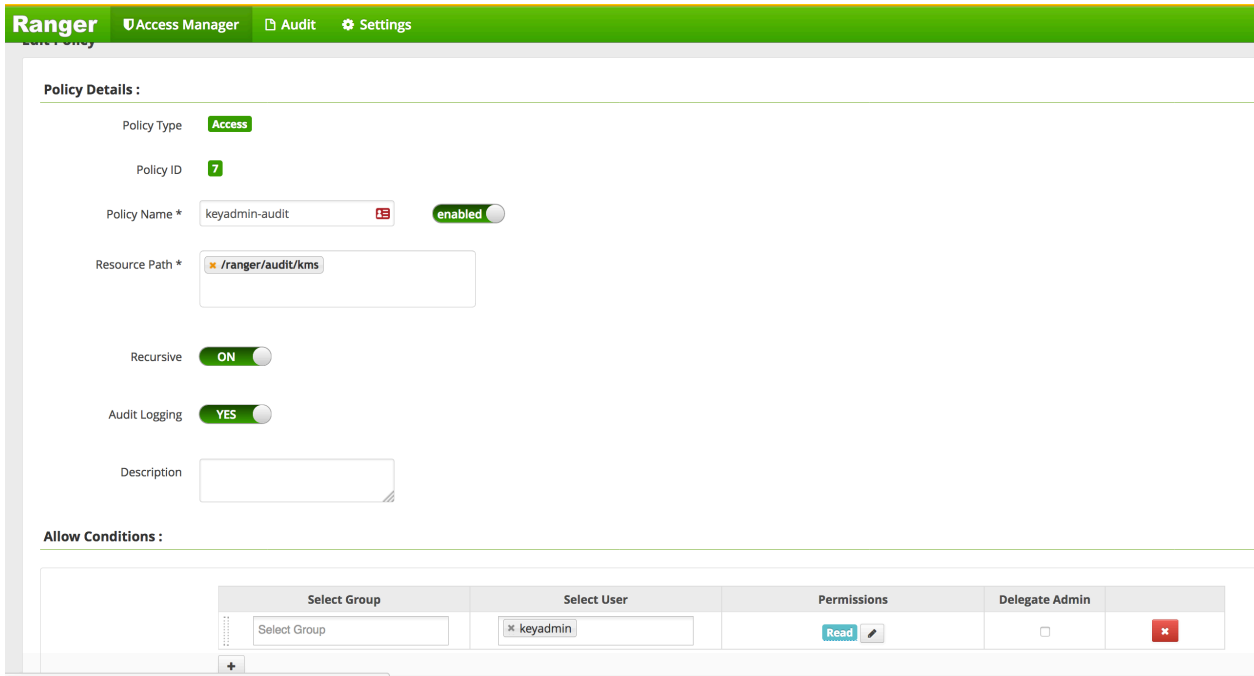 Ranger Access Manager Audit Settings
Edit Policy
Policy Details :
Policy Type Access
Policy ID 7
Policy Name * keyadmin-audit enabled
Resource Path * × /ranger/audit/kms
Recursive ON
Audit Logging YES
Description
Allow Conditions :
Select Group Select User Permissions Delegate Admin
Select Group × keyadmin Read ×
+